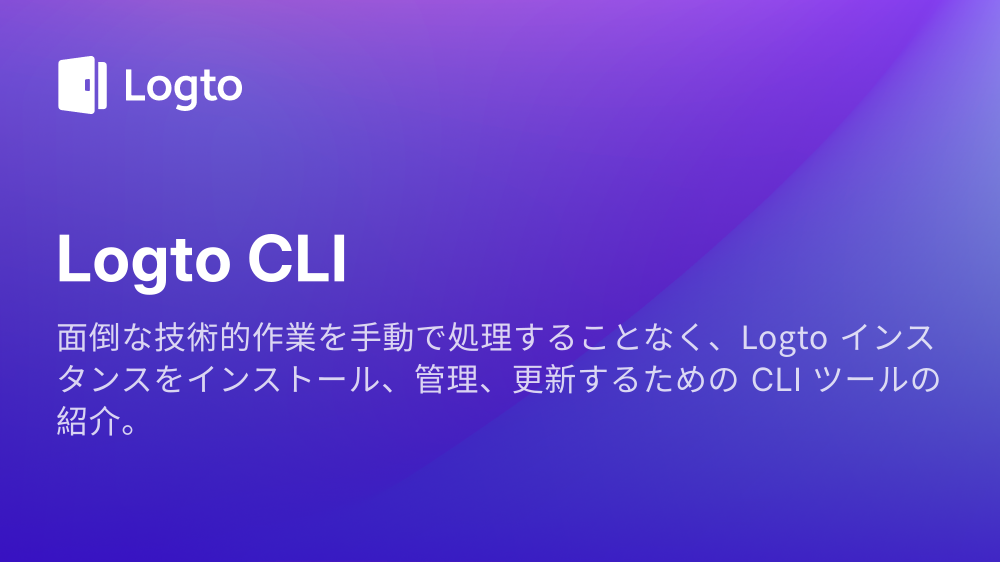 Logto
Logto CLI
面倒な技術的作業を手動で処理することなく、Logto インス
タンスをインストール、管理、更新するための CLI ツールの
紹介。